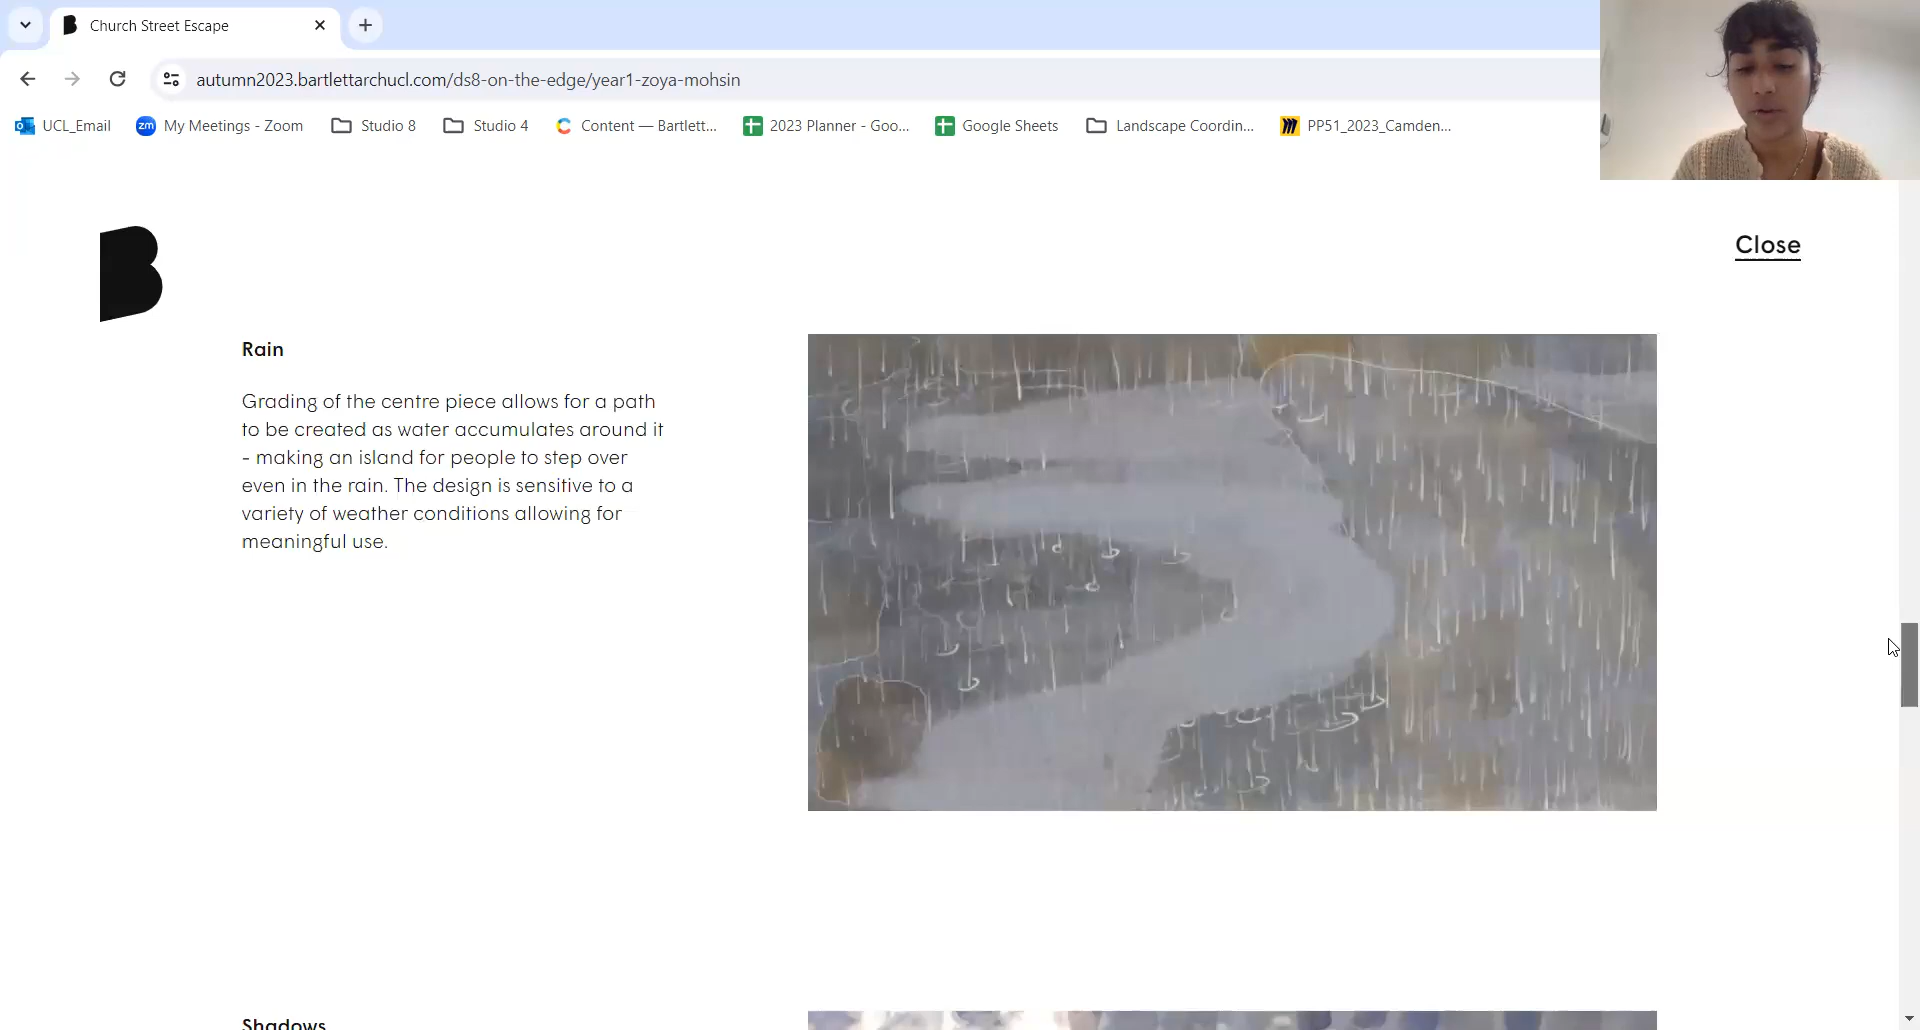 Church Street Escape
autumn2023.bartlettarchucl.com/ds8-on-the-edge/year1-zoya-mohsin
UCL_Email My Meetings - Zoom Studio 8 Studio 4 Content — Bartlett... 2023 Planner - Goo... Google Sheets Landscape Coordin... PP51_2023_Camden...
Close
Rain
Grading of the centre piece allows for a path
to be created as water accumulates around it
- making an island for people to step over
even in the rain. The design is sensitive to a
variety of weather conditions allowing for
meaningful use.
Shadows